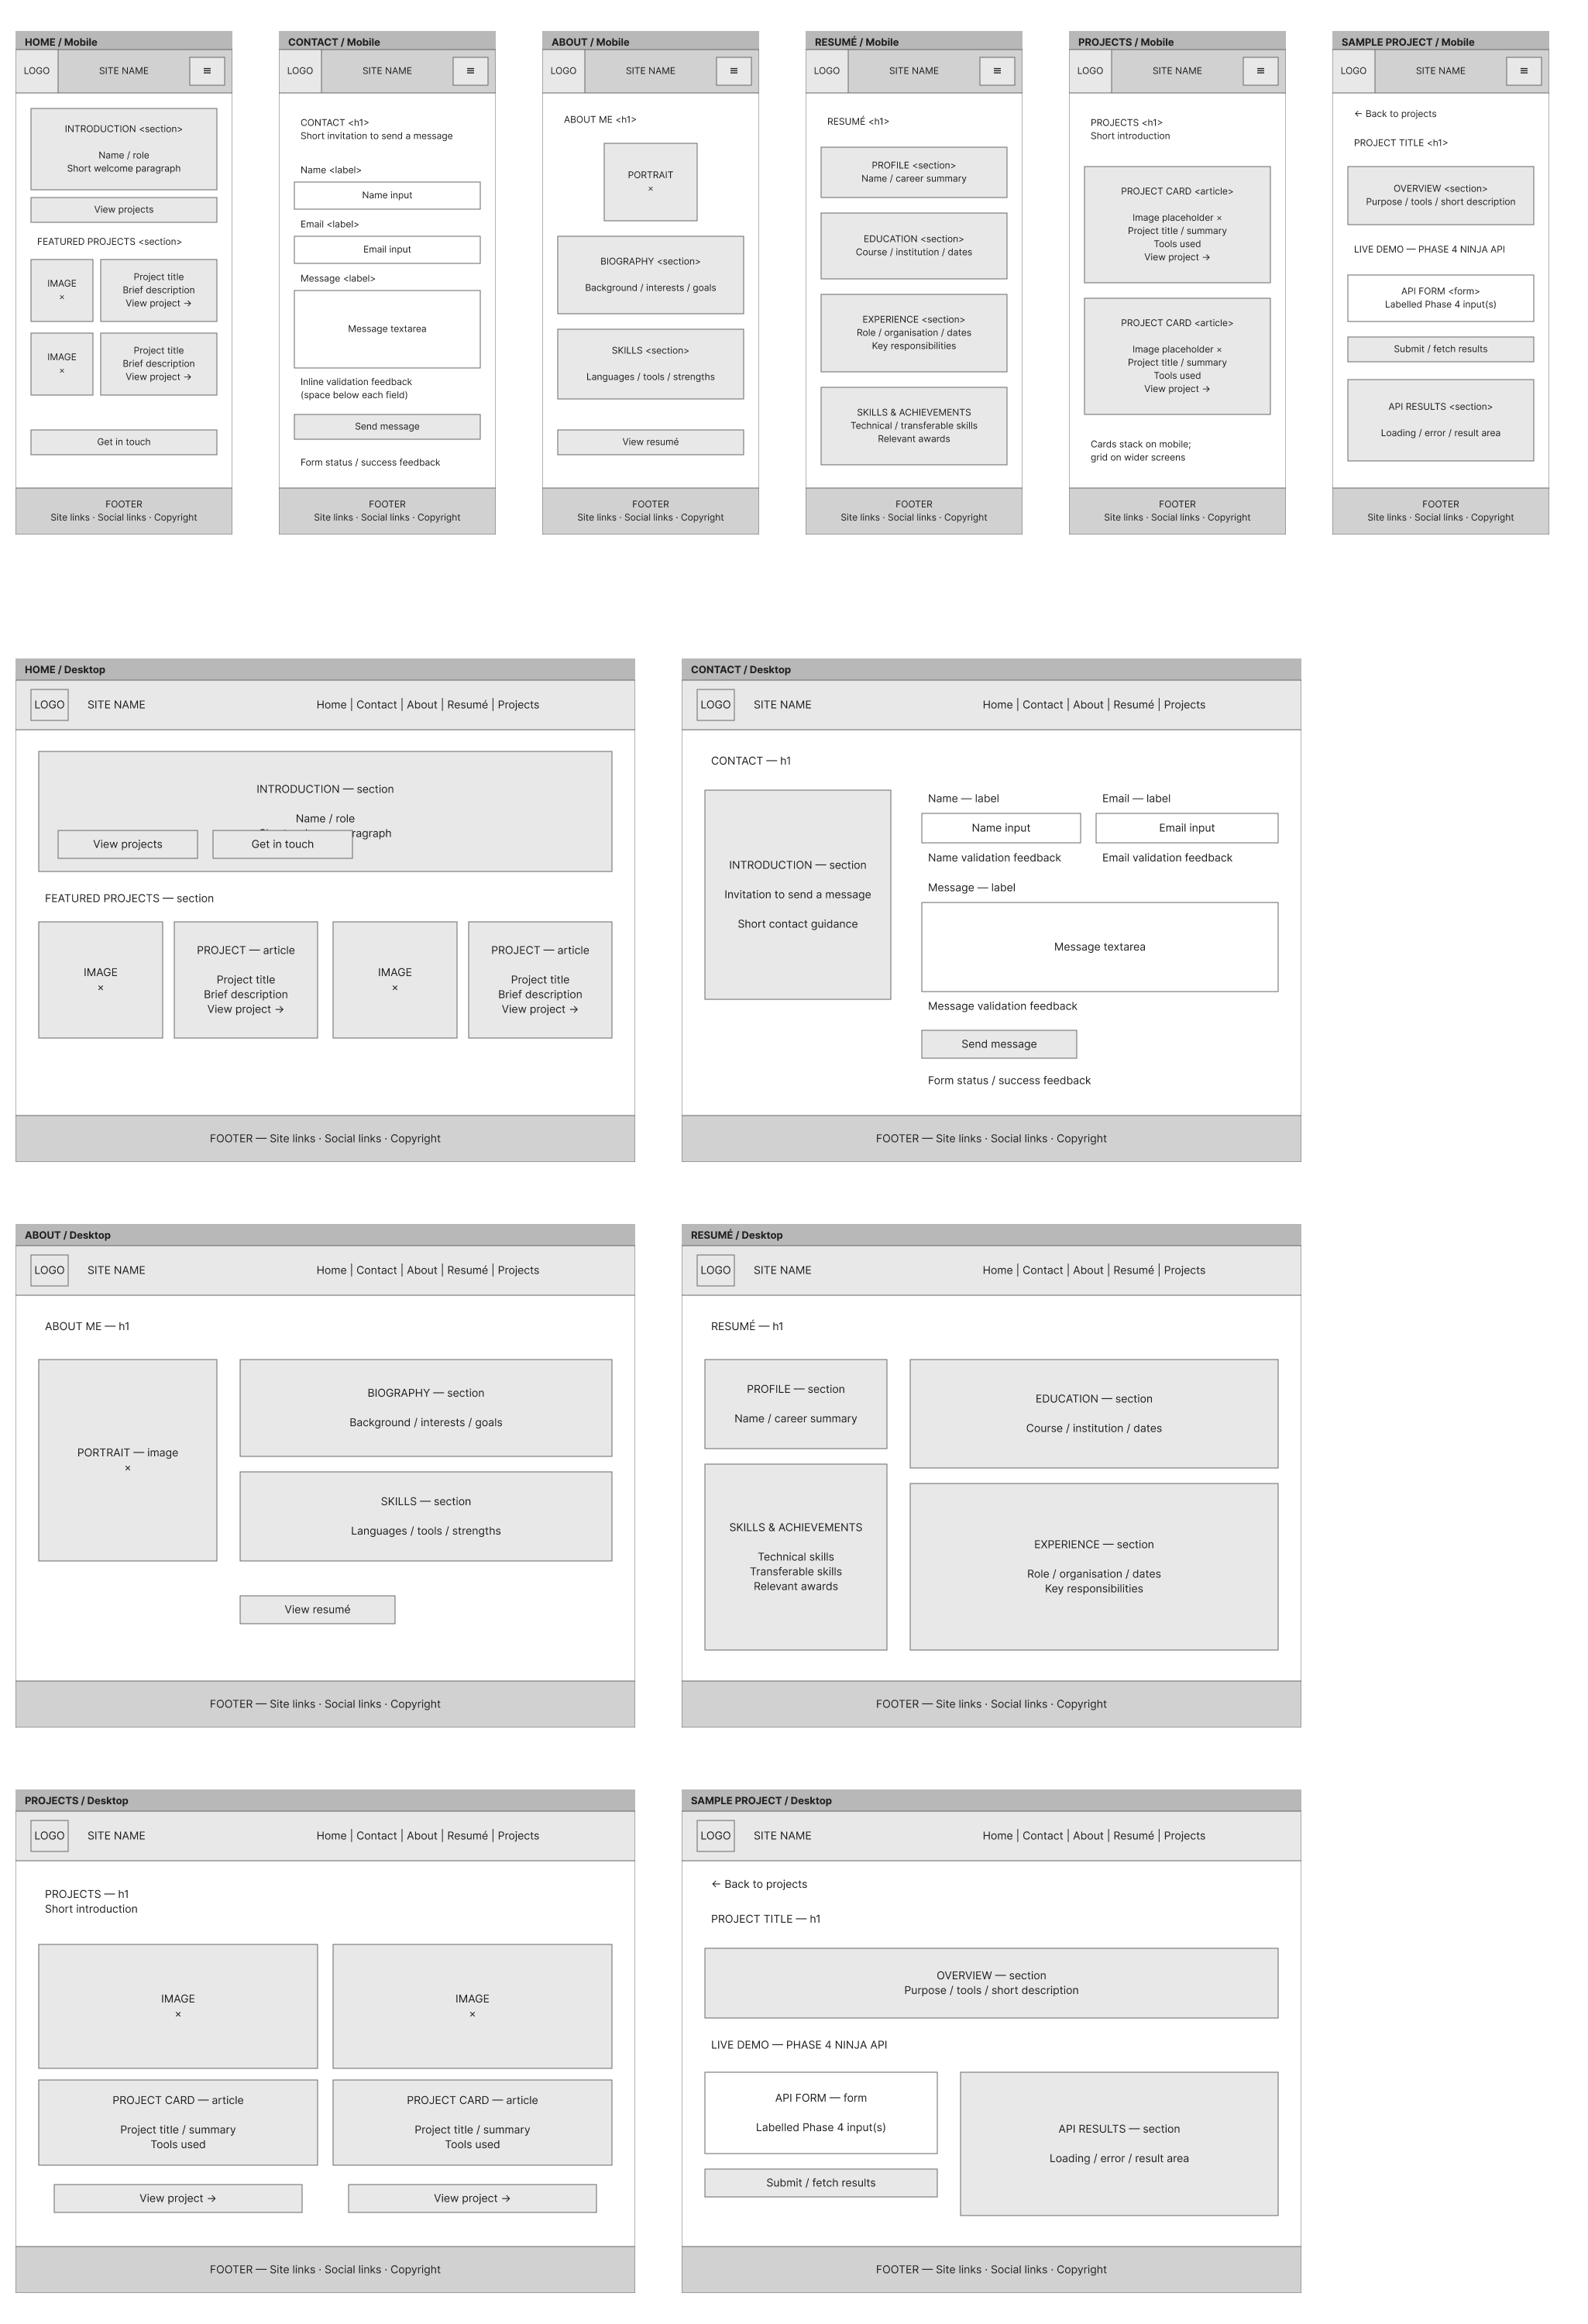 HOME / Mobile
LOGO
SITE NAME
≡
INTRODUCTION <section>
Name / role
Short welcome paragraph
View projects
FEATURED PROJECTS <section>
IMAGE
×
Project title
Brief description
View project →
IMAGE
×
Project title
Brief description
View project →
Get in touch
FOOTER
Site links · Social links · Copyright
CONTACT / Mobile
LOGO
SITE NAME
≡
CONTACT <h1>
Short invitation to send a message
Name <label>
Name input
Email <label>
Email input
Message <label>
Message textarea
Inline validation feedback
(space below each field)
Send message
Form status / success feedback
FOOTER
Site links · Social links · Copyright
ABOUT / Mobile
LOGO
SITE NAME
≡
ABOUT ME <h1>
PORTRAIT
×
BIOGRAPHY <section>
Background / interests / goals
SKILLS <section>
Languages / tools / strengths
View resumé
FOOTER
Site links · Social links · Copyright
RESUMÉ / Mobile
LOGO
SITE NAME
≡
RESUMÉ <h1>
PROFILE <section>
Name / career summary
EDUCATION <section>
Course / institution / dates
EXPERIENCE <section>
Role / organisation / dates
Key responsibilities
SKILLS & ACHIEVEMENTS
Technical / transferable skills
Relevant awards
FOOTER
Site links · Social links · Copyright
PROJECTS / Mobile
LOGO
SITE NAME
≡
PROJECTS <h1>
Short introduction
PROJECT CARD <article>
Image placeholder ×
Project title / summary
Tools used
View project →
PROJECT CARD <article>
Image placeholder ×
Project title / summary
Tools used
View project →
Cards stack on mobile;
grid on wider screens
FOOTER
Site links · Social links · Copyright
SAMPLE PROJECT / Mobile
LOGO
SITE NAME
≡
← Back to projects
PROJECT TITLE <h1>
OVERVIEW <section>
Purpose / tools / short description
LIVE DEMO — PHASE 4 NINJA API
API FORM <form>
Labelled Phase 4 input(s)
Submit / fetch results
API RESULTS <section>
Loading / error / result area
FOOTER
Site links · Social links · Copyright
HOME / Desktop
LOGO
SITE NAME
Home | Contact | About | Resumé | Projects
INTRODUCTION — section
Name / role
View projects
Get in touch
FEATURED PROJECTS — section
IMAGE
×
PROJECT — article
Project title
Brief description
View project →
IMAGE
×
PROJECT — article
Project title
Brief description
View project →
FOOTER — Site links · Social links · Copyright
CONTACT / Desktop
LOGO
SITE NAME
Home | Contact | About | Resumé | Projects
CONTACT — h1
INTRODUCTION — section
Invitation to send a message
Short contact guidance
Name — label
Email — label
Name input
Email input
Name validation feedback
Email validation feedback
Message — label
Message textarea
Message validation feedback
Send message
Form status / success feedback
FOOTER — Site links · Social links · Copyright
ABOUT / Desktop
LOGO
SITE NAME
Home | Contact | About | Resumé | Projects
ABOUT ME — h1
PORTRAIT — image
×
BIOGRAPHY — section
Background / interests / goals
SKILLS — section
Languages / tools / strengths
View resumé
FOOTER — Site links · Social links · Copyright
RESUMÉ / Desktop
LOGO
SITE NAME
Home | Contact | About | Resumé | Projects
RESUMÉ — h1
PROFILE — section
Name / career summary
EDUCATION — section
Course / institution / dates
SKILLS & ACHIEVEMENTS
Technical skills
Transferable skills
Relevant awards
EXPERIENCE — section
Role / organisation / dates
Key responsibilities
FOOTER — Site links · Social links · Copyright
PROJECTS / Desktop
LOGO
SITE NAME
Home | Contact | About | Resumé | Projects
PROJECTS — h1
Short introduction
IMAGE
×
IMAGE
×
PROJECT CARD — article
Project title / summary
Tools used
PROJECT CARD — article
Project title / summary
Tools used
View project →
View project →
FOOTER — Site links · Social links · Copyright
SAMPLE PROJECT / Desktop
LOGO
SITE NAME
Home | Contact | About | Resumé | Projects
← Back to projects
PROJECT TITLE — h1
OVERVIEW — section
Purpose / tools / short description
LIVE DEMO — PHASE 4 NINJA API
API FORM — form
Labelled Phase 4 input(s)
Submit / fetch results
API RESULTS — section
Loading / error / result area
FOOTER — Site links · Social links · Copyright